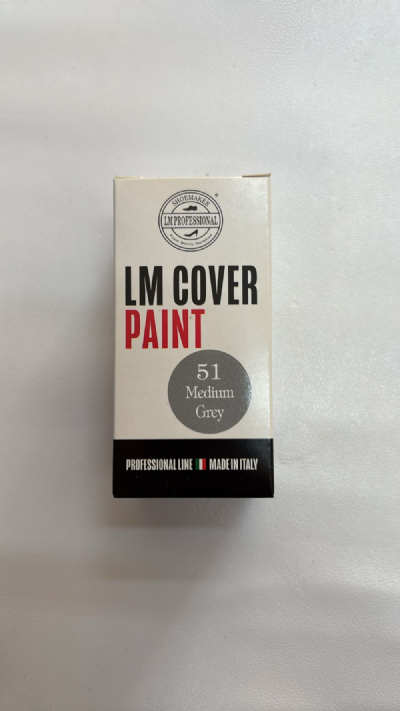 SHOEMAKER
LM PROFESSIONAL
LM COVER
PAINT
51
Medium
Grey
PROFESSIONAL LINE MADE IN ITALY